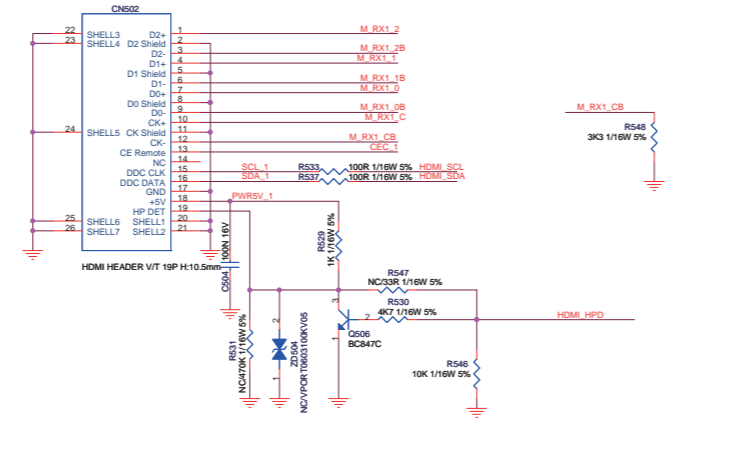 CN502
22 SHELL3 D2+ 1 M_RX1_2
23 SHELL4 D2 Shield 2
D2- 3 M_RX1_2B
D1+ 4 M_RX1_1
D1 Shield 5
D1- 6 M_RX1_1B
D0+ 7 M_RX1_0
D0 Shield 8
D0- 9 M_RX1_0B
CK+ 10 M_RX1_C
24 SHELL5 CK Shield 11
CK- 12 M_RX1_CB
CE Remote 13 CEC_1
NC 14
DDC CLK 15 SCL_1 R533 100R 1/16W 5% HDMI_SCL
DDC DATA 16 SDA_1 R537 100R 1/16W 5% HDMI_SDA
GND 17
+5V 18 PWR5V_1
HP DET 19
25 SHELL6 SHELL1 20
26 SHELL7 SHELL2 21
HDMI HEADER V/T 19P H:10.5mm
M_RX1_CB
R548
3K3 1/16W 5%
C504
100N 16V
R529
1K 1/16W 5%
R547
NC/33R 1/16W 5%
R530
4K7 1/16W 5%
HDMI_HPD
3
2
1
Q506
BC847C
R531
NC/470K 1/16W 5%
2
1
ZD504
NC/VPORT0603100KV05
R546
10K 1/16W 5%